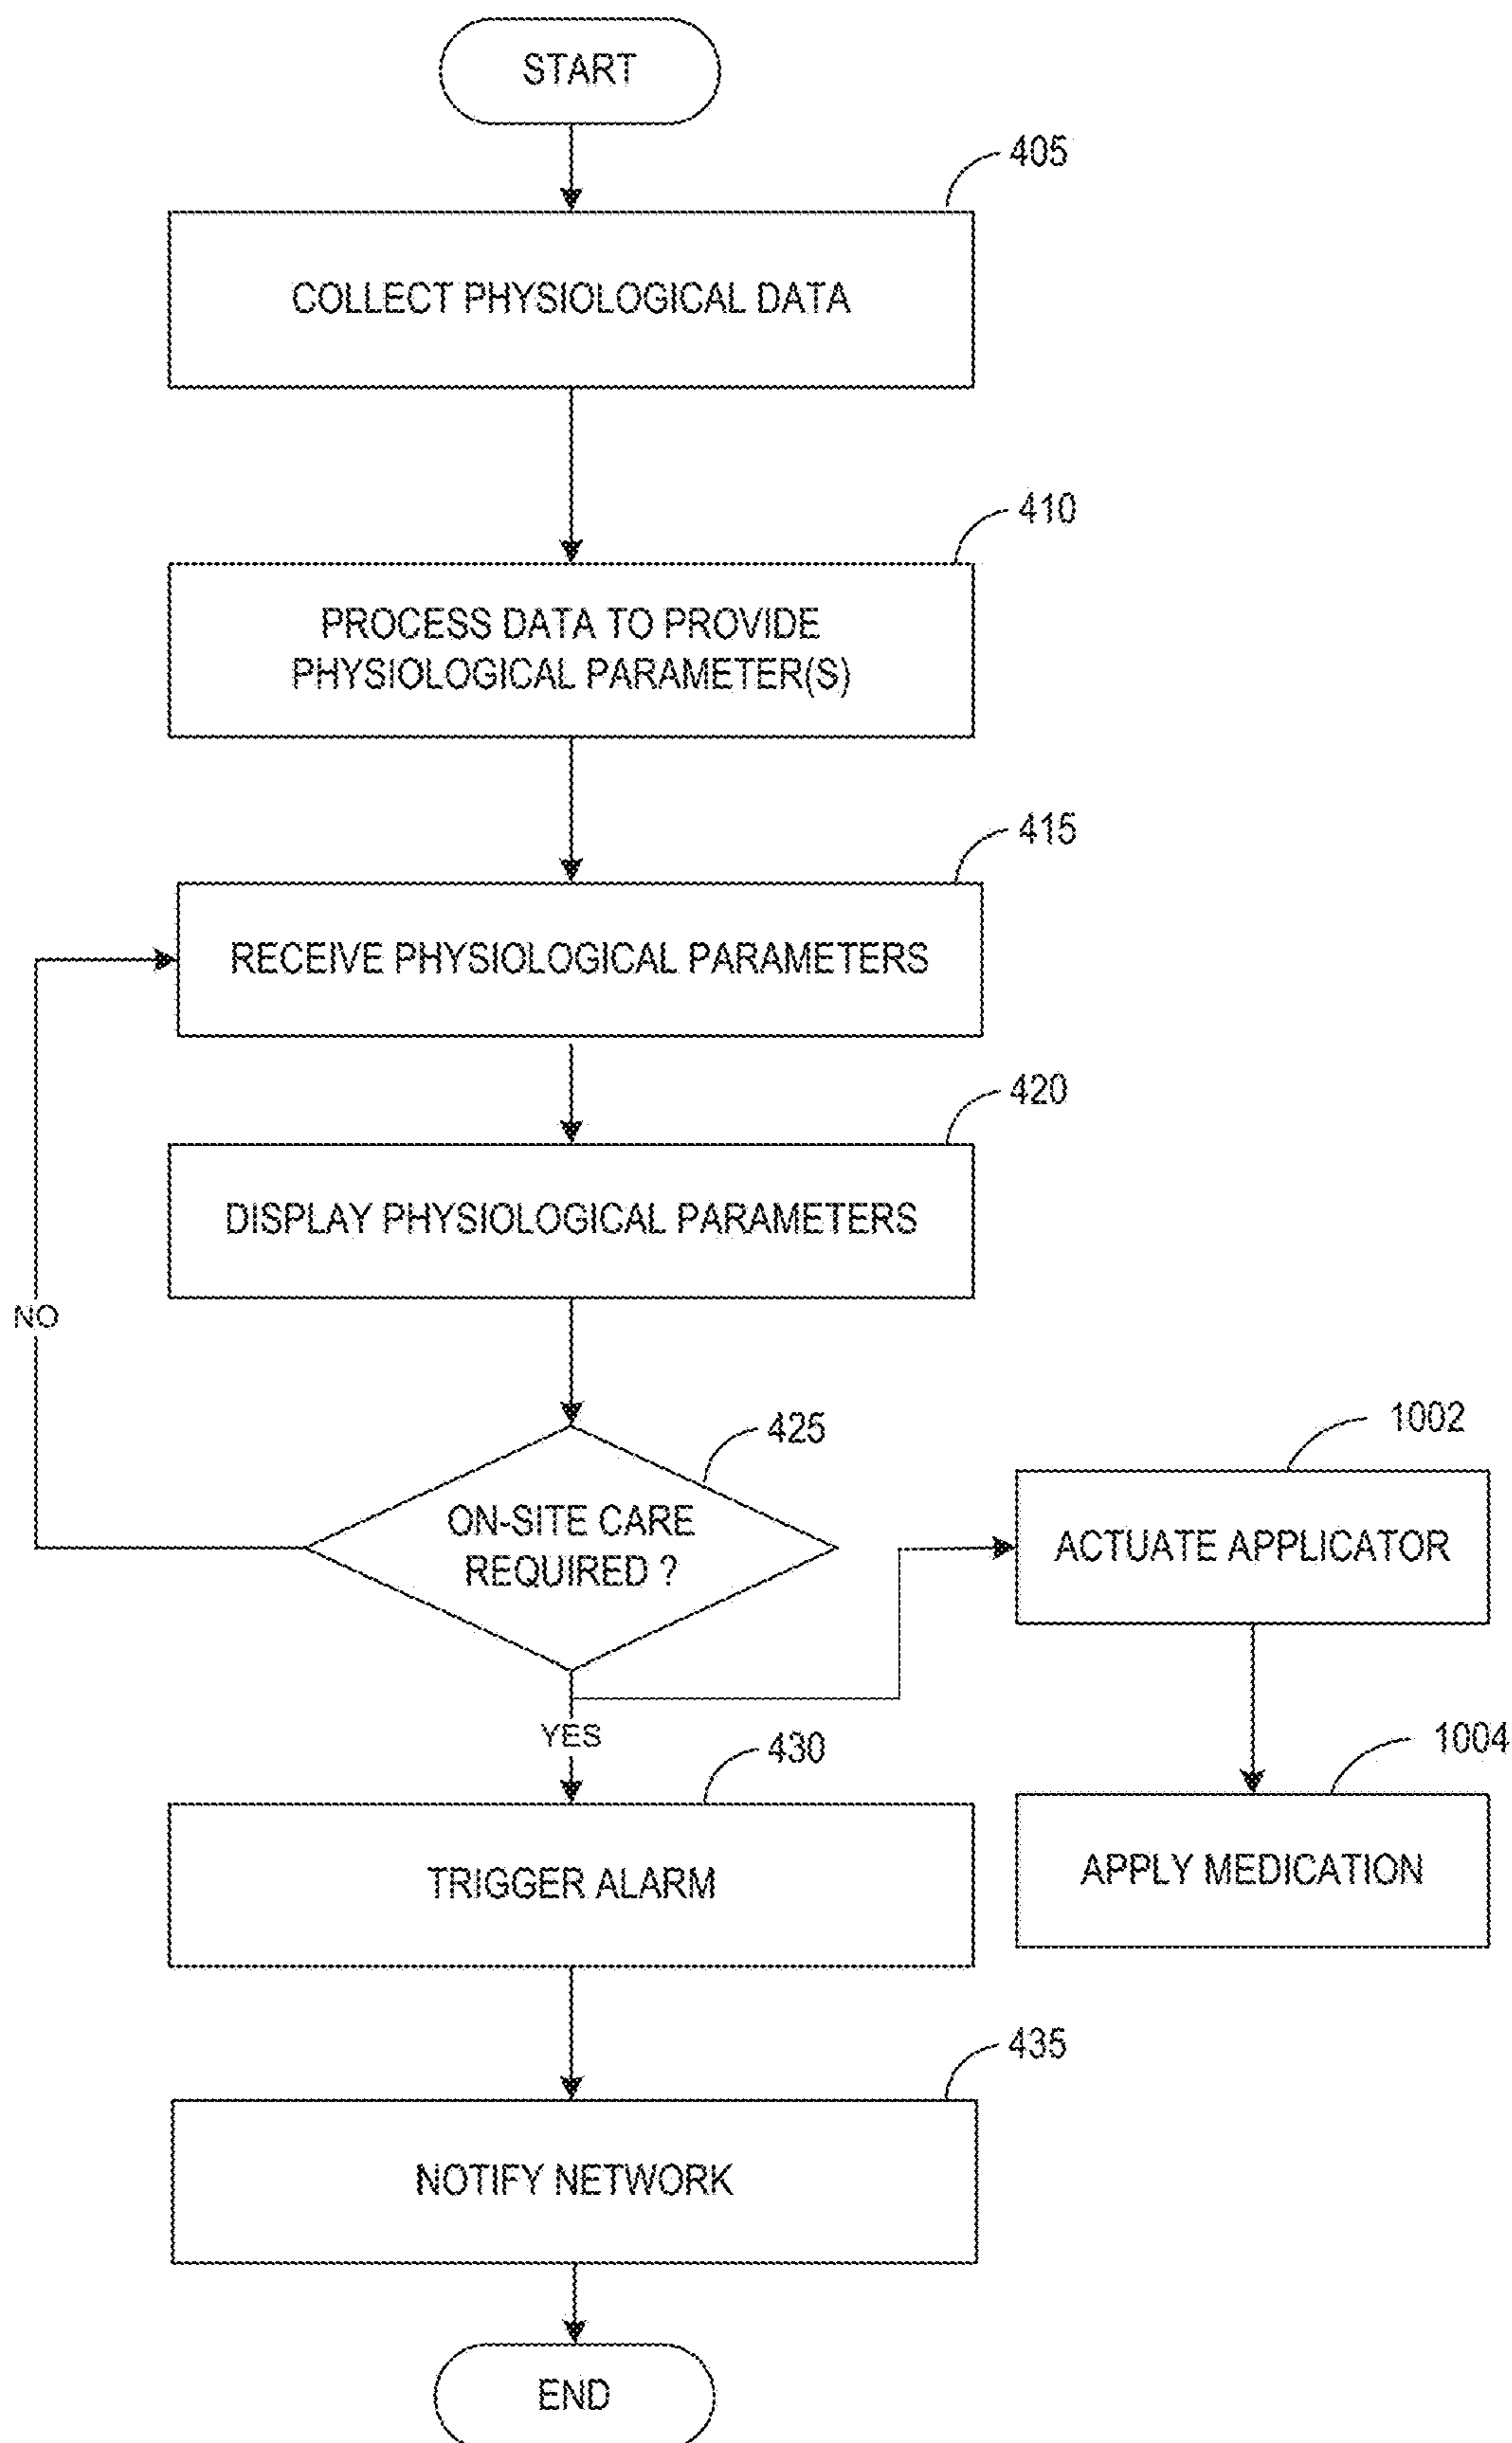 START
405
COLLECT PHYSIOLOGICAL DATA
410
PROCESS DATA TO PROVIDE
PHYSIOLOGICAL PARAMETER(S)
415
RECEIVE PHYSIOLOGICAL PARAMETERS
420
DISPLAY PHYSIOLOGICAL PARAMETERS
NO
425
ON-SITE CARE
REQUIRED ?
1002
ACTUATE APPLICATOR
YES
430
TRIGGER ALARM
1004
APPLY MEDICATION
435
NOTIFY NETWORK
END